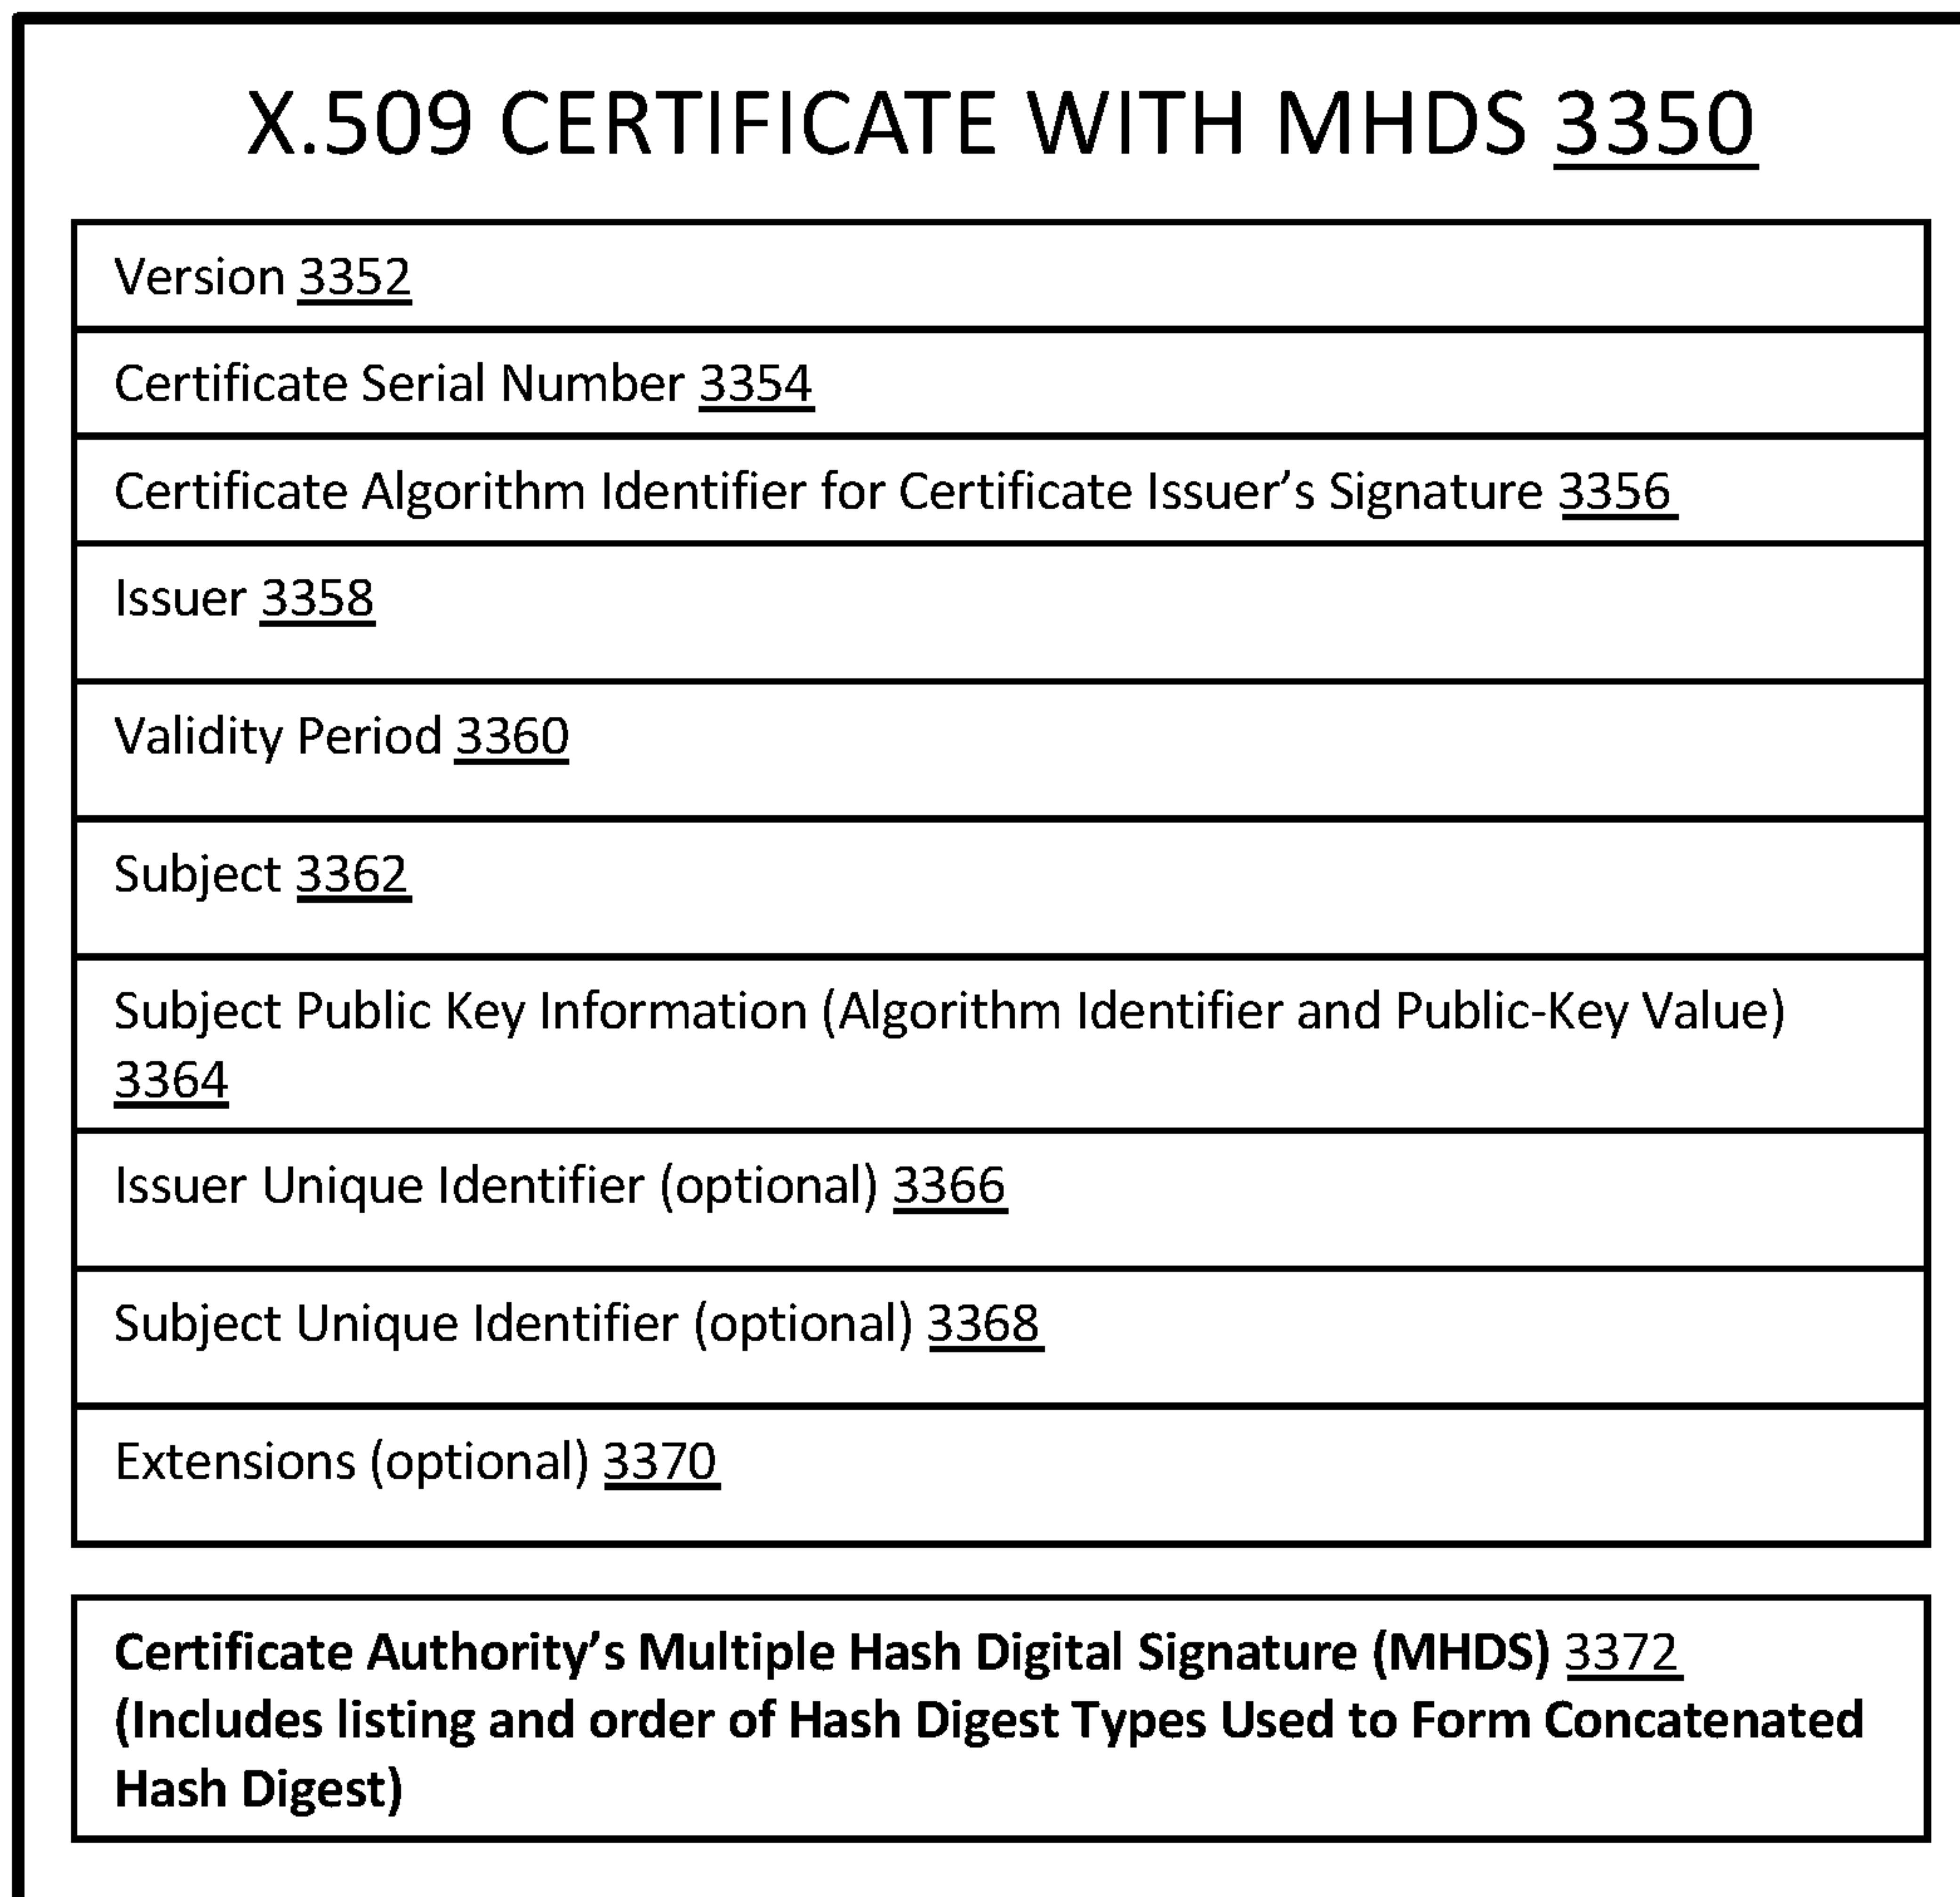 X.509 CERTIFICATE WITH MHDS 3350
Version 3352
Certificate Serial Number 3354
Certificate Algorithm Identifier for Certificate Issuer’s Signature 3356
Issuer 3358
Validity Period 3360
Subject 3362
Subject Public Key Information (Algorithm Identifier and Public-Key Value)
3364
Issuer Unique Identifier (optional) 3366
Subject Unique Identifier (optional) 3368
Extensions (optional) 3370
Certificate Authority’s Multiple Hash Digital Signature (MHDS) 3372
(Includes listing and order of Hash Digest Types Used to Form Concatenated
Hash Digest)